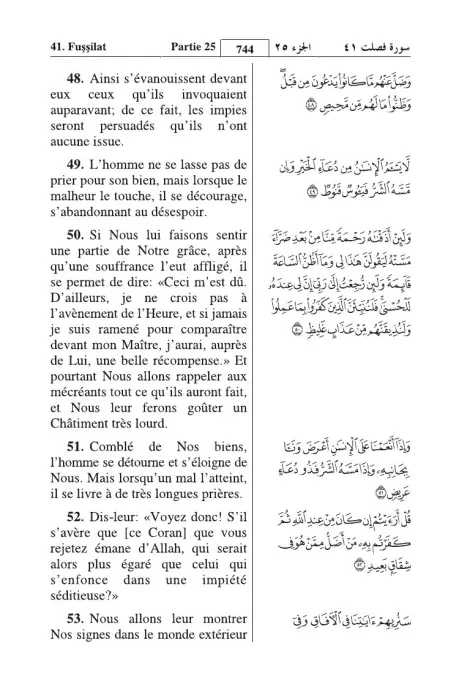 41. Fuṣṣilat Partie 25 744 الجزء ٢٥ سورة فصلت ٤١
48. Ainsi s’évanouissent devant
eux ceux qu’ils invoquaient
auparavant; de ce fait, les impies
seront persuadés qu’ils n’ont
aucune issue.
وَضَلَّ عَنْهُم مَّا كَانُوا۟ يَدْعُونَ مِن قَبْلُ ۖ
وَظَنُّوا۟ مَا لَهُم مِّن مَّحِيصٍ ٤٨
49. L’homme ne se lasse pas de
prier pour son bien, mais lorsque le
malheur le touche, il se décourage,
s’abandonnant au désespoir.
لَّا يَسْـَٔمُ ٱلْإِنسَـٰنُ مِن دُعَآءِ ٱلْخَيْرِ وَإِن
مَّسَّهُ ٱلشَّرُّ فَيَـُٔوسٌ قَنُوطٌ ٤٩
50. Si Nous lui faisons sentir
une partie de Notre grâce, après
qu’une souffrance l’eut affligé, il
se permet de dire: «Ceci m’est dû.
D’ailleurs, je ne crois pas à
l’avènement de l’Heure, et si jamais
je suis ramené pour comparaître
devant mon Maître, j’aurai, auprès
de Lui, une belle récompense.» Et
pourtant Nous allons rappeler aux
mécréants tout ce qu’ils auront fait,
et Nous leur ferons goûter un
Châtiment très lourd.
وَلَئِنْ أَذَقْنَـٰهُ رَحْمَةً مِّنَّا مِنۢ بَعْدِ ضَرَّآءَ
مَسَّتْهُ لَيَقُولَنَّ هَـٰذَا لِى وَمَآ أَظُنُّ ٱلسَّاعَةَ
قَآئِمَةً وَلَئِن رُّجِعْتُ إِلَىٰ رَبِّىٓ إِنَّ لِى عِندَهُۥ
لَلْحُسْنَىٰ ۚ فَلَنُنَبِّئَنَّ ٱلَّذِينَ كَفَرُوا۟ بِمَا عَمِلُوا۟
وَلَنُذِيقَنَّهُم مِّنْ عَذَابٍ غَلِيظٍ ٥٠
51. Comblé de Nos biens,
l’homme se détourne et s’éloigne de
Nous. Mais lorsqu’un mal l’atteint,
il se livre à de très longues prières.
وَإِذَآ أَنْعَمْنَا عَلَى ٱلْإِنسَـٰنِ أَعْرَضَ وَنَـَٔا
بِجَانِبِهِۦ وَإِذَا مَسَّهُ ٱلشَّرُّ فَذُو دُعَآءٍ
عَرِيضٍ ٥١
52. Dis-leur: «Voyez donc! S’il
s’avère que [ce Coran] que vous
rejetez émane d’Allah, qui serait
alors plus égaré que celui qui
s’enfonce dans une impiété
séditieuse?»
قُلْ أَرَءَيْتُمْ إِن كَانَ مِنْ عِندِ ٱللَّهِ ثُمَّ
كَفَرْتُم بِهِۦ مَنْ أَضَلُّ مِمَّنْ هُوَ فِى
شِقَاقٍۭ بَعِيدٍ ٥٢
53. Nous allons leur montrer
Nos signes dans le monde extérieur
سَنُرِيهِمْ ءَايَـٰتِنَا فِى ٱلْـَٔافَاقِ وَفِىٓ